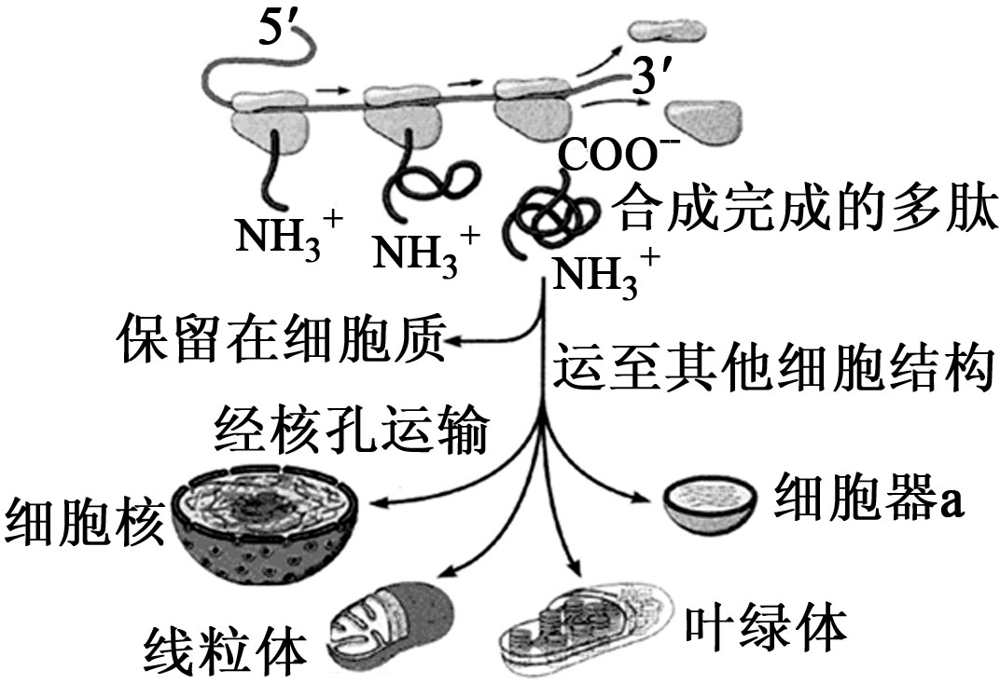 5′
3′
COO⁻
合成完成的多肽
NH₃⁺
NH₃⁺
NH₃⁺
保留在细胞质
运至其他细胞结构
经核孔运输
细胞核
细胞器a
线粒体
叶绿体